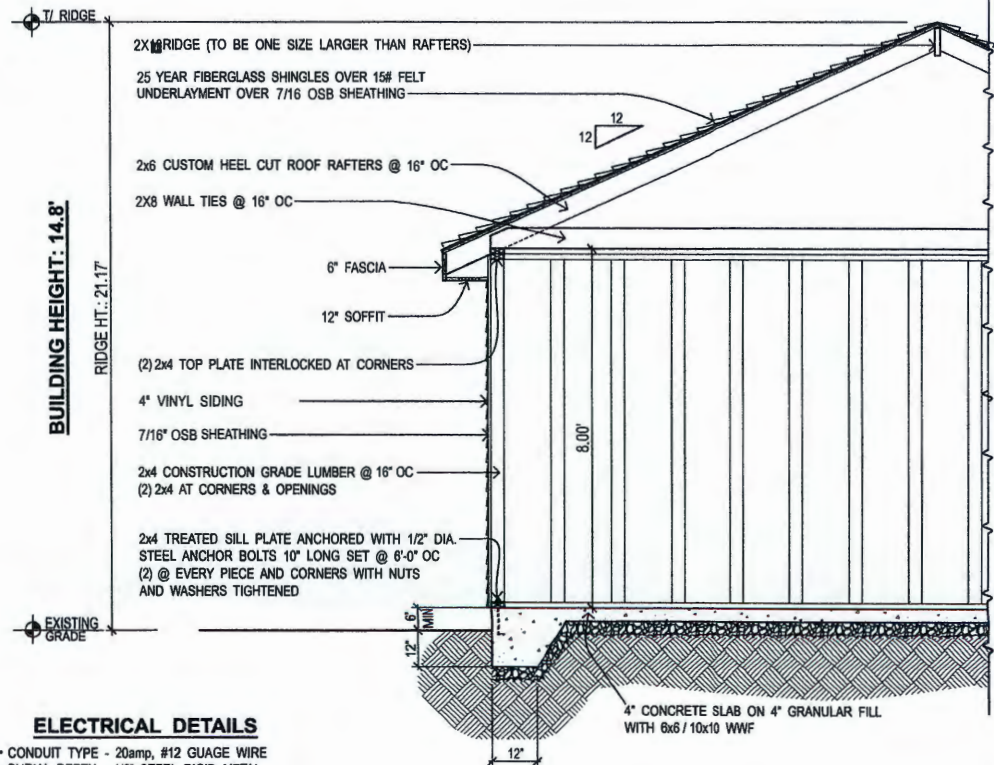 T/ RIDGE
2X RIDGE (TO BE ONE SIZE LARGER THAN RAFTERS)
25 YEAR FIBERGLASS SHINGLES OVER 15# FELT
UNDERLAYMENT OVER 7/16 OSB SHEATHING
12
12
2x6 CUSTOM HEEL CUT ROOF RAFTERS @ 16" OC
2X8 WALL TIES @ 16" OC
BUILDING HEIGHT: 14.8'
RIDGE HT.: 21.17'
6" FASCIA
12" SOFFIT
(2) 2x4 TOP PLATE INTERLOCKED AT CORNERS
4" VINYL SIDING
7/16" OSB SHEATHING
8.00'
2x4 CONSTRUCTION GRADE LUMBER @ 16" OC
(2) 2x4 AT CORNERS & OPENINGS
2x4 TREATED SILL PLATE ANCHORED WITH 1/2" DIA.
STEEL ANCHOR BOLTS 10" LONG SET @ 6'-0" OC
(2) @ EVERY PIECE AND CORNERS WITH NUTS
AND WASHERS TIGHTENED
EXISTING
GRADE
6"
MIN
12"
12"
4" CONCRETE SLAB ON 4" GRANULAR FILL
WITH 6x6 / 10x10 WWF
ELECTRICAL DETAILS
• CONDUIT TYPE - 20amp, #12 GUAGE WIRE